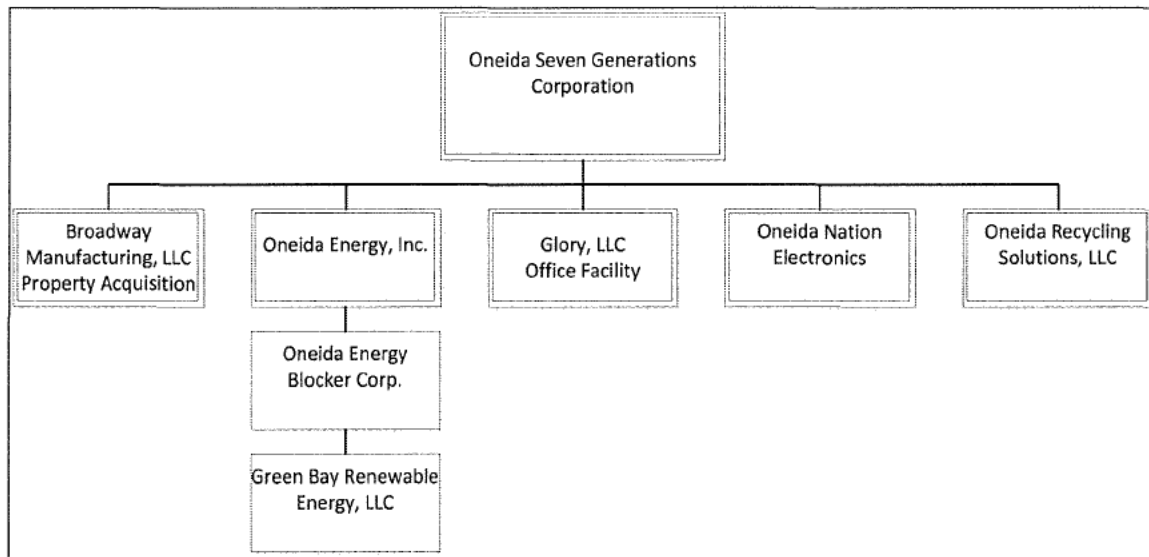 Oneida Seven Generations
Corporation
Broadway
Manufacturing, LLC
Property Acquisition
Oneida Energy, Inc.
Glory, LLC
Office Facility
Oneida Nation
Electronics
Oneida Recycling
Solutions, LLC
Oneida Energy
Blocker Corp.
Green Bay Renewable
Energy, LLC